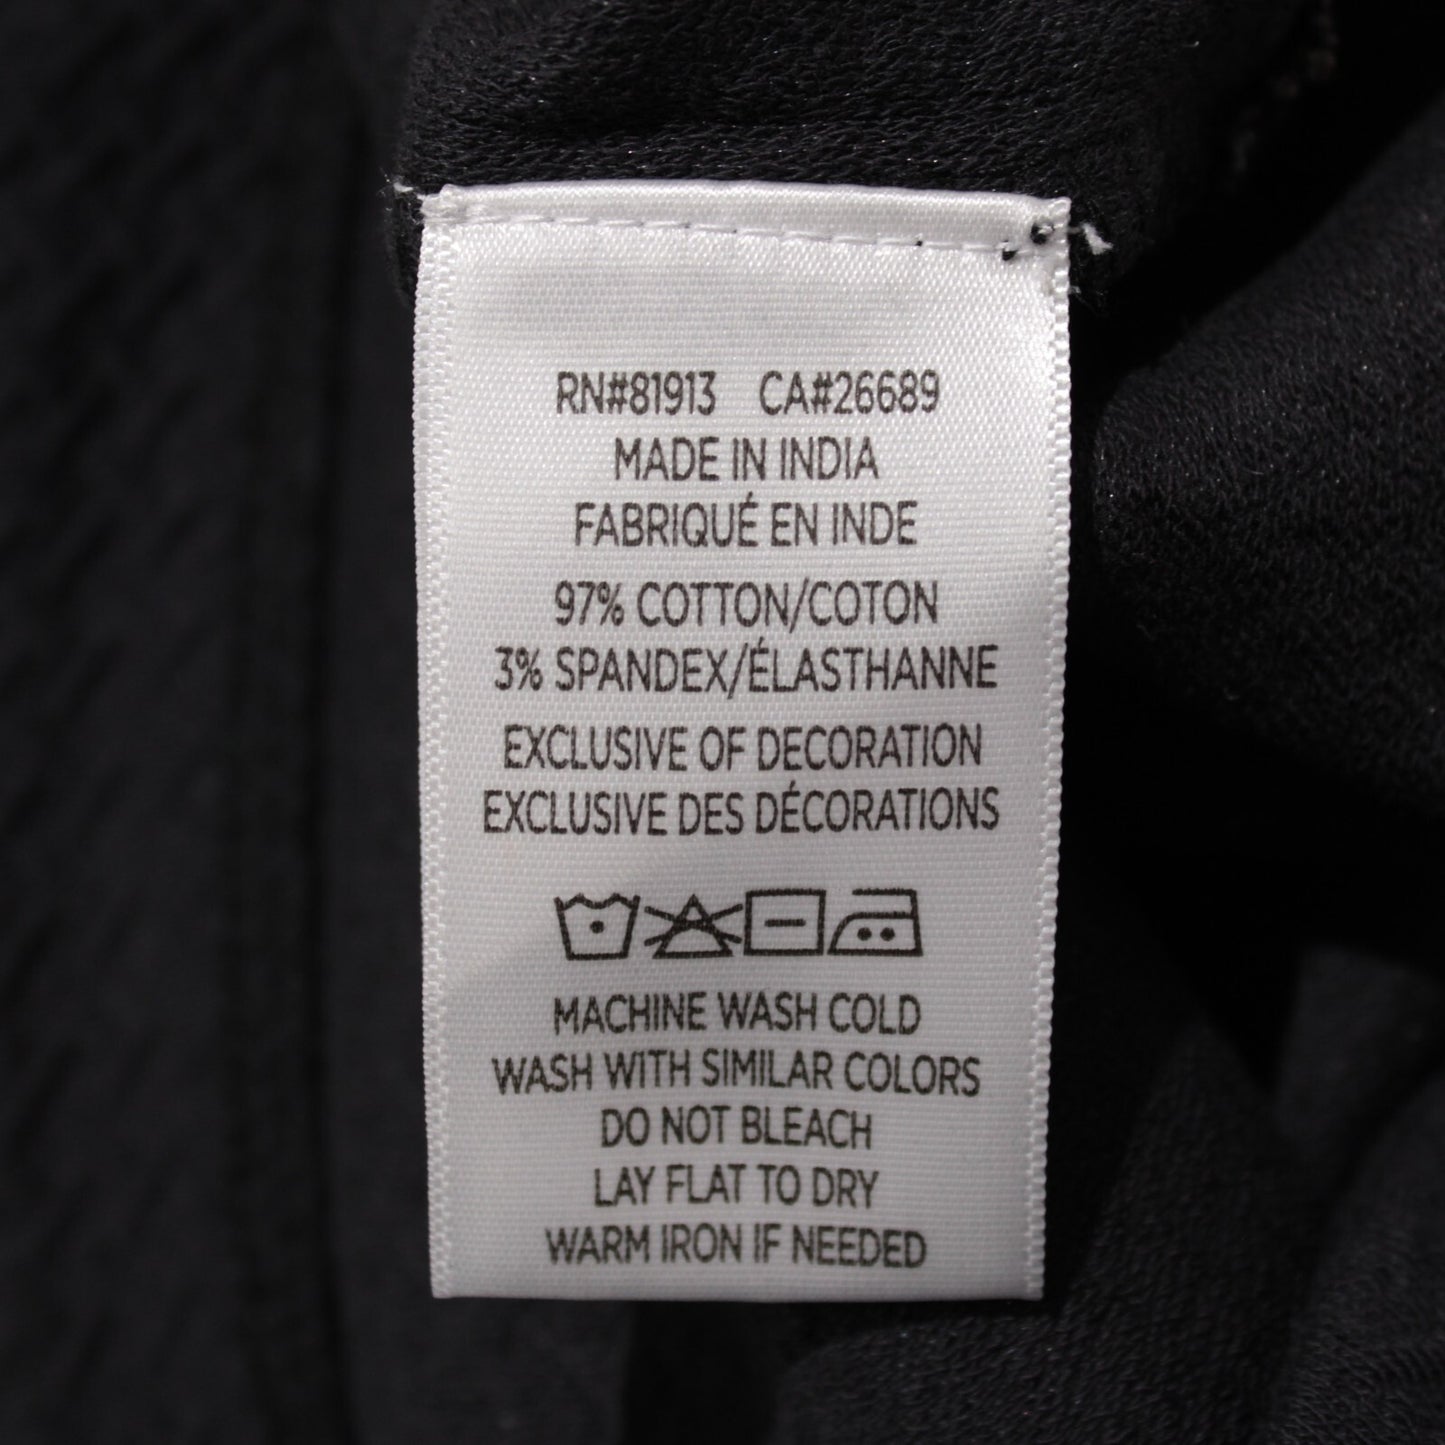 RN#81913 CA#26689
MADE IN INDIA
FABRIQUÉ EN INDE
97% COTTON/COTON
3% SPANDEX/ÉLASTHANNE
EXCLUSIVE OF DECORATION
EXCLUSIVE DES DÉCORATIONS
MACHINE WASH COLD
WASH WITH SIMILAR COLORS
DO NOT BLEACH
LAY FLAT TO DRY
WARM IRON IF NEEDED